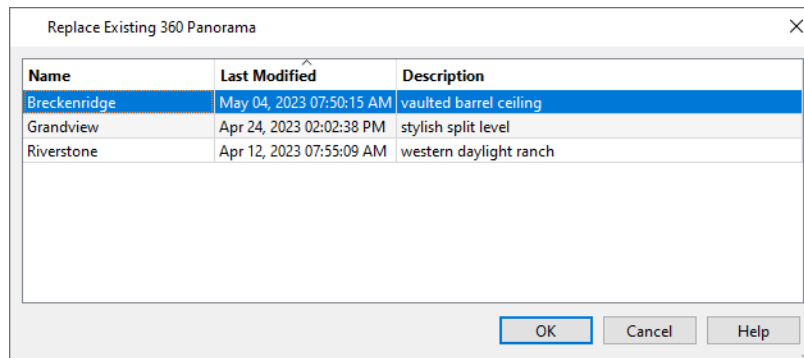 Replace Existing 360 Panorama
Name Last Modified Description
Breckenridge May 04, 2023 07:50:15 AM vaulted barrel ceiling
Grandview Apr 24, 2023 02:02:38 PM stylish split level
Riverstone Apr 12, 2023 07:55:09 AM western daylight ranch
OK Cancel Help